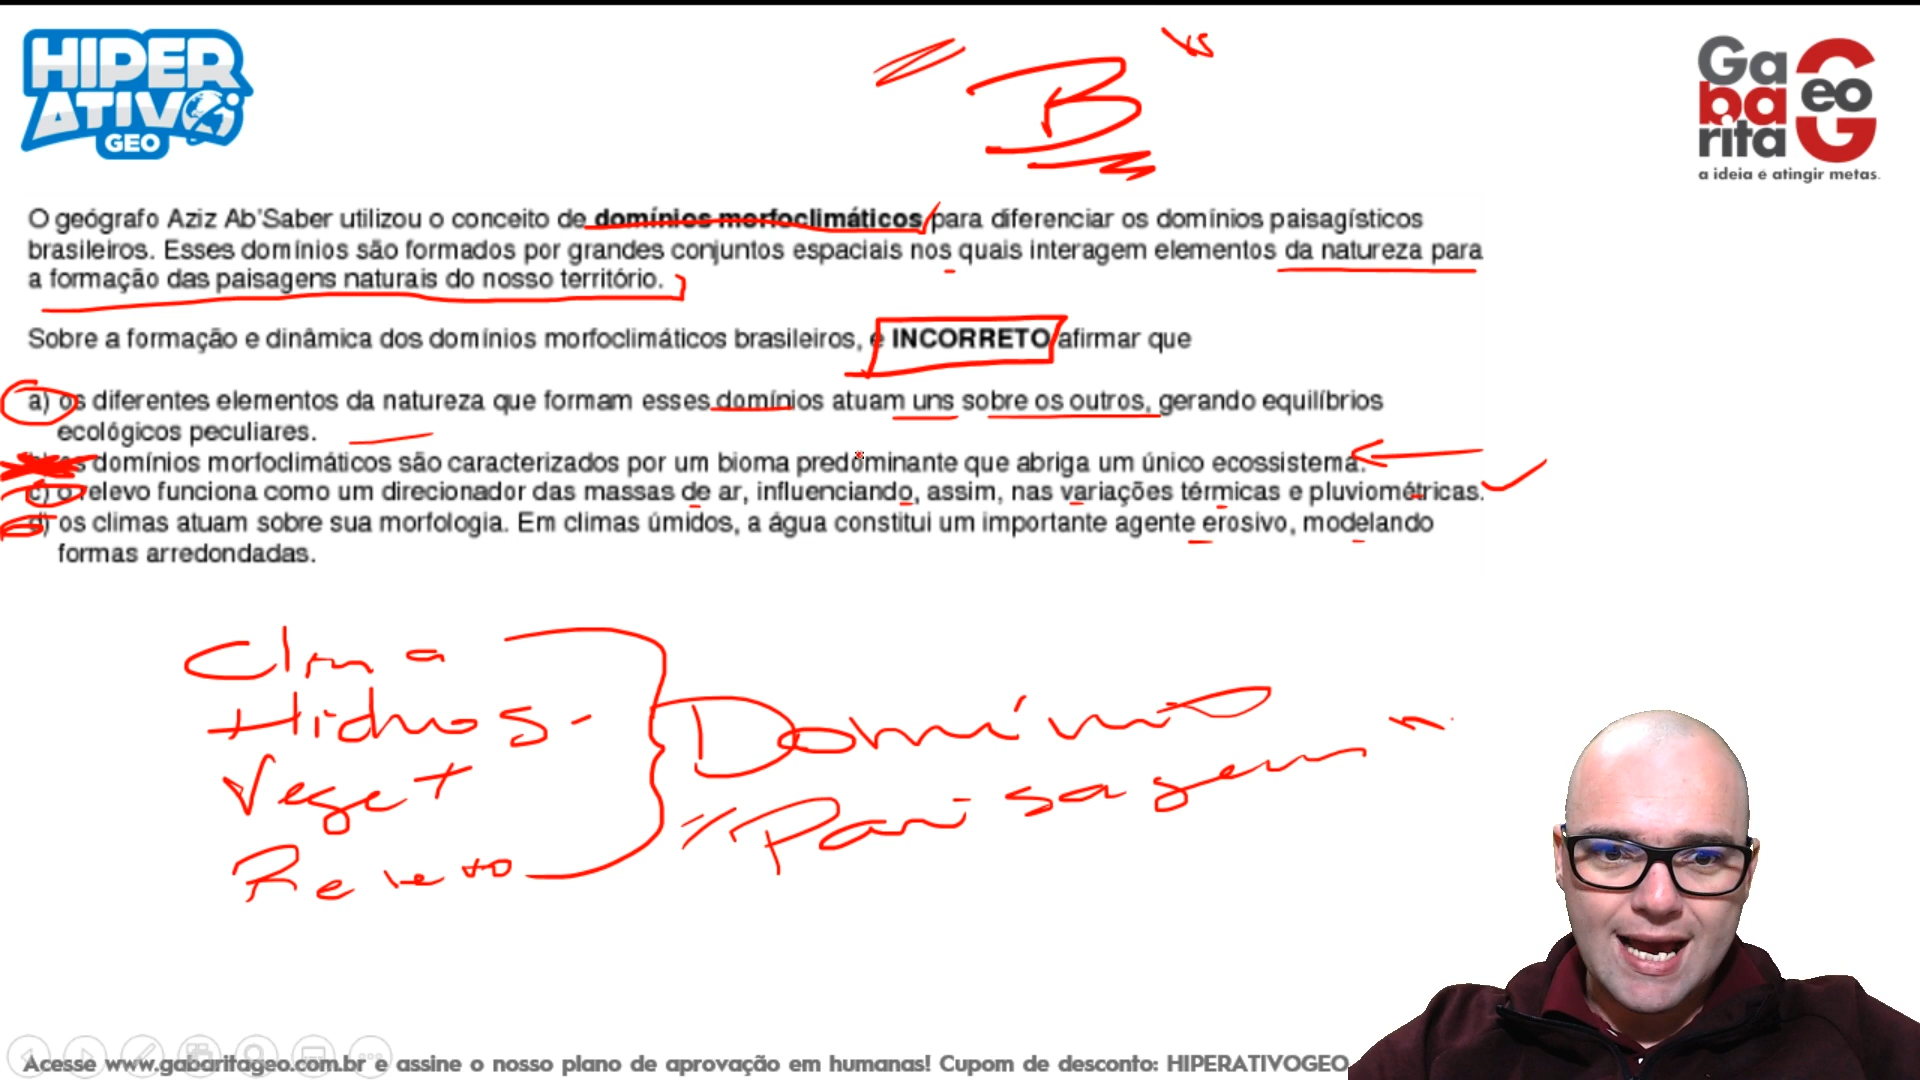 HIPER
ATIVO
GEO
B
Ga
ba
rita
Geo
a ideia é atingir metas.
O geógrafo Aziz Ab'Saber utilizou o conceito de domínios morfoclimáticos para diferenciar os domínios paisagísticos
brasileiros. Esses domínios são formados por grandes conjuntos espaciais nos quais interagem elementos da natureza para
a formação das paisagens naturais do nosso território.
Sobre a formação e dinâmica dos domínios morfoclimáticos brasileiros, é INCORRETO afirmar que
a) os diferentes elementos da natureza que formam esses domínios atuam uns sobre os outros, gerando equilíbrios
ecológicos peculiares.
b) os domínios morfoclimáticos são caracterizados por um bioma predominante que abriga um único ecossistema.
c) o relevo funciona como um direcionador das massas de ar, influenciando, assim, nas variações térmicas e pluviométricas.
d) os climas atuam sobre sua morfologia. Em climas úmidos, a água constitui um importante agente erosivo, modelando
formas arredondadas.
Clima
Hidros
Veget
Relevo
Domínio
"Paisagem"
Acesse www.gabaritageo.com.br e assine o nosso plano de aprovação em humanas! Cupom de desconto: HIPERATIVOGEO